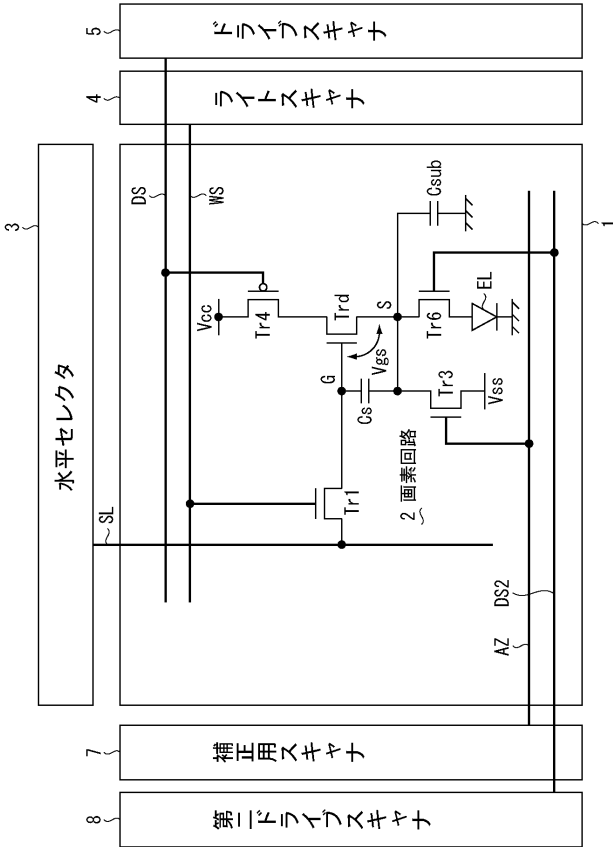 5
ドライブスキャナ
4
ライトスキャナ
3
水平セレクタ
DS
WS
SL
Vcc
Tr4
Trd
G
S
Vgs
Cs
Csub
Tr1
Tr3
Tr6
EL
Vss
2 画素回路
1
AZ
DS2
7
補正用スキャナ
8
第二ドライブスキャナ